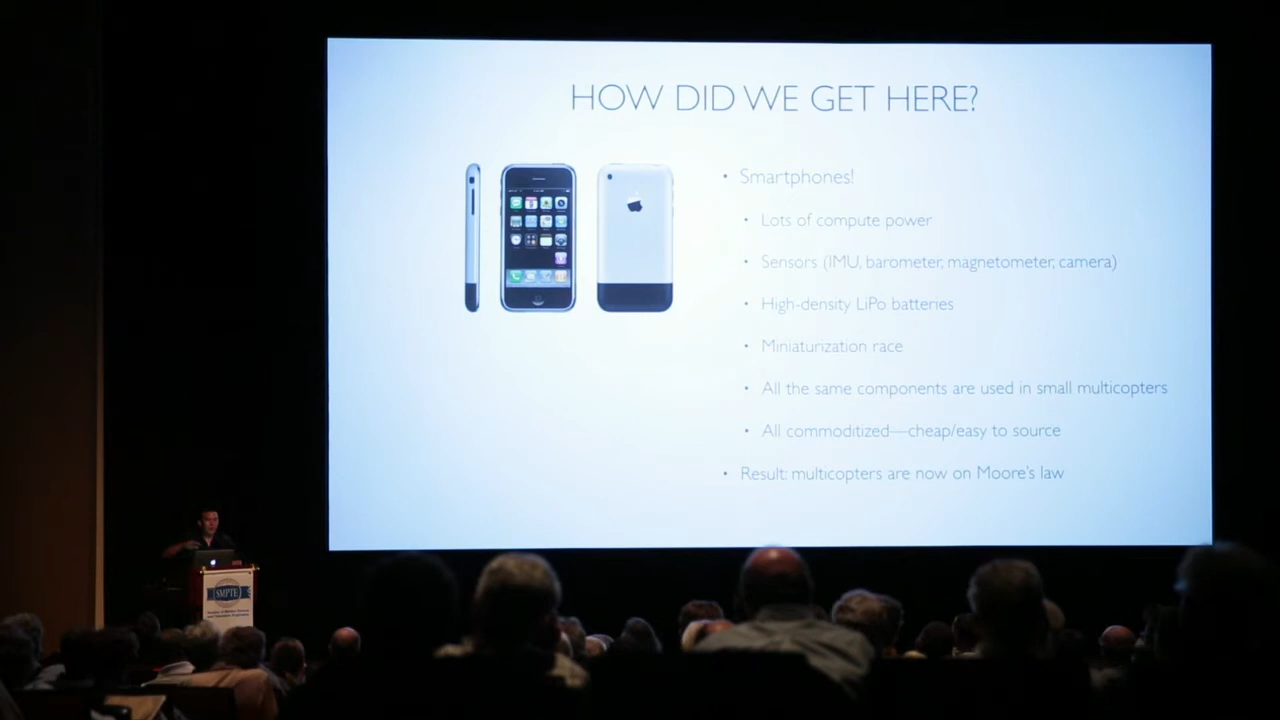 HOW DID WE GET HERE?
• Smartphones!
• Lots of compute power
• Sensors (IMU, barometer, magnetometer, camera)
• High-density LiPo batteries
• Miniaturization race
• All the same components are used in small multicopters
• All commoditized—cheap/easy to source
• Result: multicopters are now on Moore's law
SMPTE